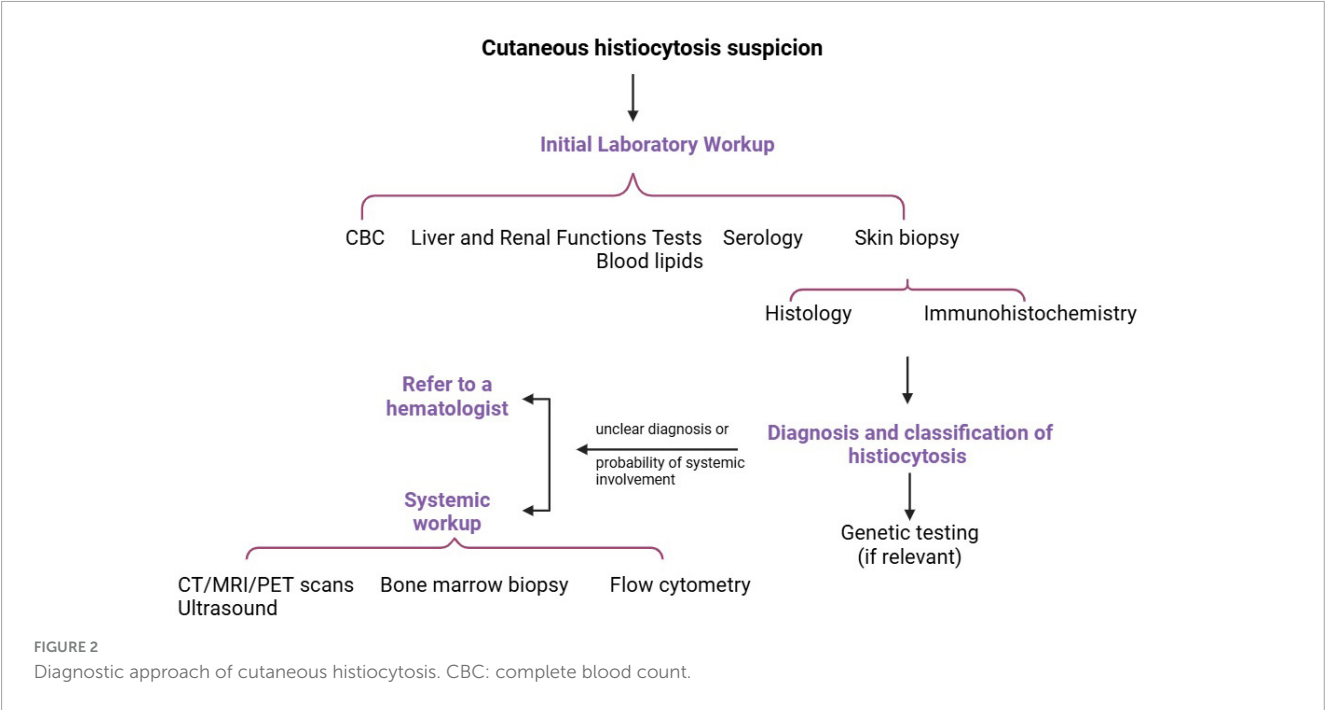 Cutaneous histiocytosis suspicion
Initial Laboratory Workup
CBC
Liver and Renal Functions Tests
Blood lipids
Serology
Skin biopsy
Histology
Immunohistochemistry
Refer to a
hematologist
unclear diagnosis or
probability of systemic
involvement
Diagnosis and classification of
histiocytosis
Systemic
workup
Genetic testing
(if relevant)
CT/MRI/PET scans
Ultrasound
Bone marrow biopsy
Flow cytometry
FIGURE 2
Diagnostic approach of cutaneous histiocytosis. CBC: complete blood count.